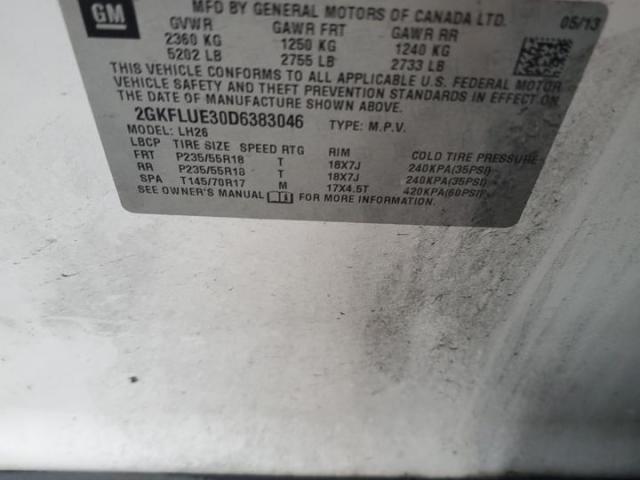 GM
MFD BY GENERAL MOTORS OF CANADA LTD.
05/13
GVWR GAWR FRT GAWR RR
2360 KG 1250 KG 1240 KG
5202 LB 2755 LB 2733 LB
THIS VEHICLE CONFORMS TO ALL APPLICABLE U.S. FEDERAL MOTOR
VEHICLE SAFETY AND THEFT PREVENTION STANDARDS IN EFFECT ON
THE DATE OF MANUFACTURE SHOWN ABOVE.
2GKFLUE30D6383046 TYPE: M.P.V.
MODEL: LH26
LBCP TIRE SIZE SPEED RTG RIM COLD TIRE PRESSURE
FRT P235/55R18 T 18X7J 240KPA(35PSI)
RR P235/55R18 T 18X7J 240KPA(35PSI)
SPA T145/70R17 M 17X4.5T 420KPA(60PSI)
SEE OWNER'S MANUAL FOR MORE INFORMATION.